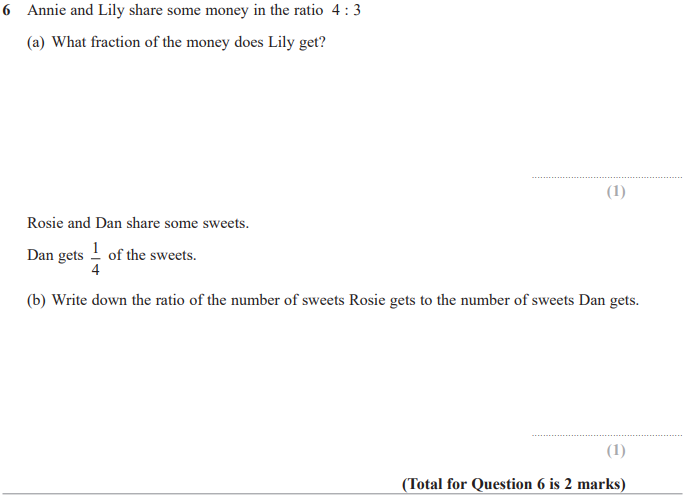 6 Annie and Lily share some money in the ratio 4 : 3
(a) What fraction of the money does Lily get?
(1)
Rosie and Dan share some sweets.
Dan gets 1/4 of the sweets.
(b) Write down the ratio of the number of sweets Rosie gets to the number of sweets Dan gets.
(1)
(Total for Question 6 is 2 marks)